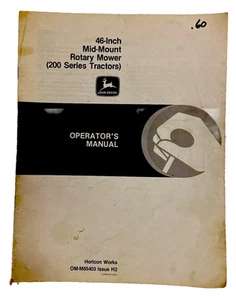 .60
46-Inch
Mid-Mount
Rotary Mower
(200 Series Tractors)
JOHN DEERE
OPERATOR'S
MANUAL
Horicon Works
OM-M85403 Issue H2